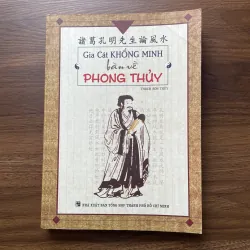 諸葛孔明先生論風水
Gia Cát KHỔNG MINH
bàn về
PHONG THỦY
NHÀ XUẤT BẢN TỔNG HỢP THÀNH PHỐ HỒ CHÍ MINH